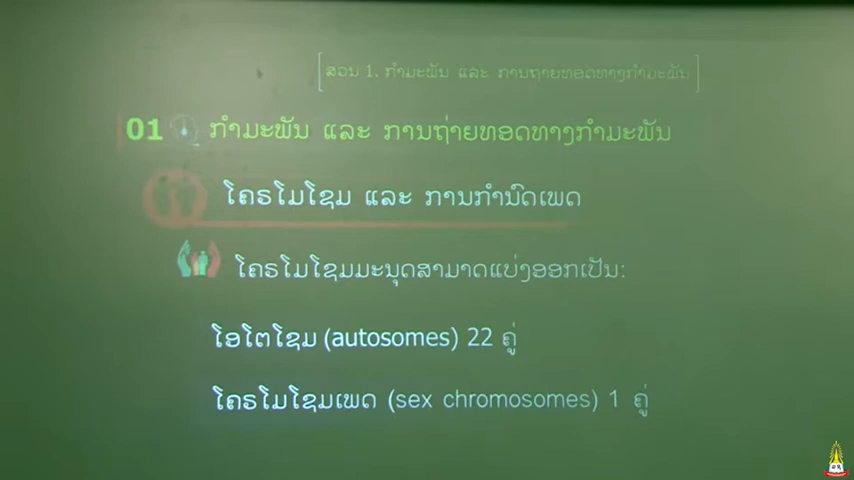 ສວນ 1. ກຳມະພັນ ແລະ ການຖາຍທອດທາງກຳມະພັນ
01 ກຳມະພັນ ແລະ ການຖ່າຍທອດທາງກຳມະພັນ
ໂຄຣໂມໂຊມ ແລະ ການກຳນົດເພດ
ໂຄຣໂມໂຊມມະນຸດສາມາດແບ່ງອອກເປັນ:
ໂອໂຕໂຊມ (autosomes) 22 ຄູ່
ໂຄຣໂມໂຊມເພດ (sex chromosomes) 1 ຄູ່